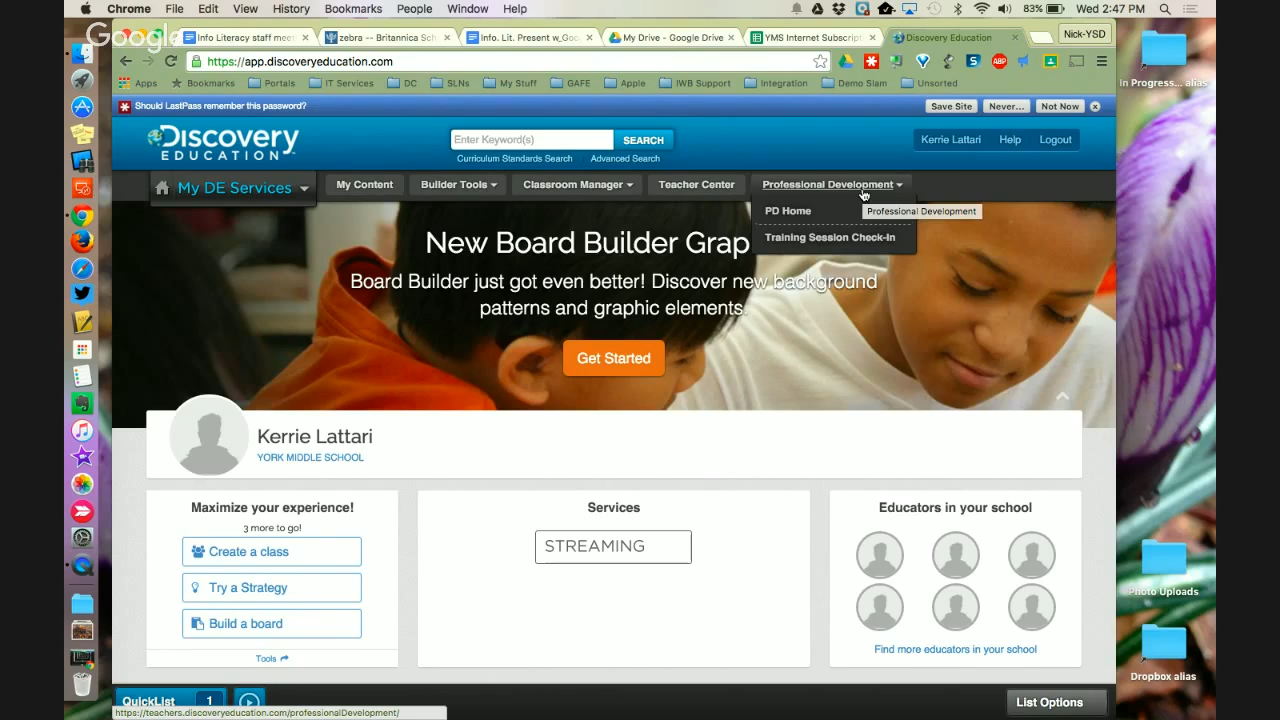 Chrome File Edit View History Bookmarks People Window Help 83% Wed 2:47 PM
Google
Info Literacy staff meet × zebra -- Britannica Sch × Info. Lit. Present w_Goo × My Drive - Google Drive × YMS Internet Subscript × Discovery Education × Nick-YSD
https://app.discoveryeducation.com
Apps Bookmarks Portals IT Services DC SLNs My Stuff GAFE Apple IWB Support Integration Demo Slam Unsorted
Should LastPass remember this password? Save Site Never... Not Now
Discovery
EDUCATION
Enter Keyword(s) SEARCH
Curriculum Standards Search Advanced Search
Kerrie Lattari Help Logout
My DE Services My Content Builder Tools Classroom Manager Teacher Center Professional Development
PD Home
Professional Development
Training Session Check-In
New Board Builder Grap
Board Builder just got even better! Discover new background
patterns and graphic elements.
Get Started
Kerrie Lattari
YORK MIDDLE SCHOOL
Maximize your experience!
3 more to go!
Create a class
Try a Strategy
Build a board
Tools
Services
STREAMING
Educators in your school
Find more educators in your school
QuickList 1
List Options
https://teachers.discoveryeducation.com/professionalDevelopment/
In Progress... alias
Photo Uploads
Dropbox alias